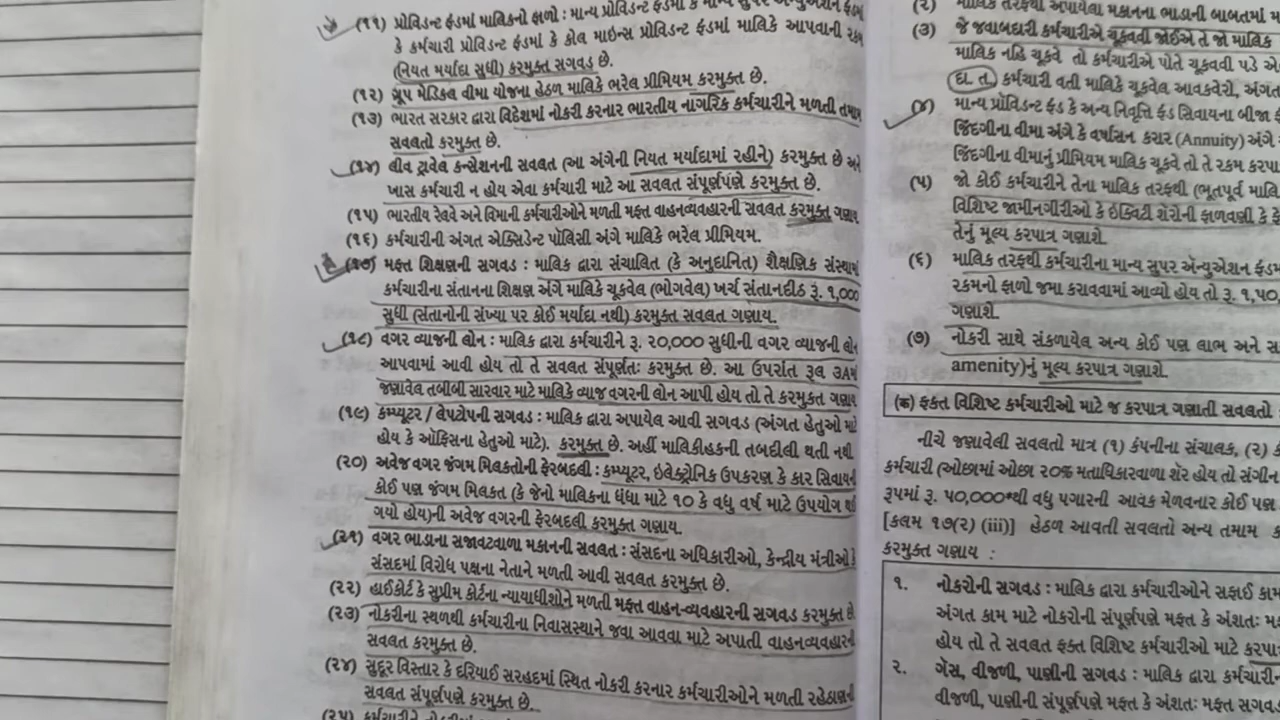 (૧૧) પ્રોવિડન્ટ ફંડમાં માલિકનો ફાળો : માન્ય પ્રોવિડન્ટ ફંડમાં કે માન્ય સુપર
કે કર્મચારી પ્રોવિડન્ટ ફંડમાં કે કોલ માઇન્સ પ્રોવિડન્ટ ફંડમાં માલિકે આપવાની રકમ
(નિયત મર્યાદા સુધી) કરમુક્ત સગવડ છે.
(૧૨) ગ્રૂપ મેડિકલ વીમા યોજના હેઠળ માલિકે ભરેલ પ્રીમિયમ કરમુક્ત છે.
(૧૩) ભારત સરકાર દ્વારા વિદેશમાં નોકરી કરનાર ભારતીય નાગરિક કર્મચારીને મળતી તમામ
સવલતો કરમુક્ત છે.
(૧૪) લીવ ટ્રાવેલ કન્સેશનની સવલત (આ અંગેની નિયત મર્યાદામાં રહીને) કરમુક્ત છે અને
ખાસ કર્મચારી ન હોય એવા કર્મચારી માટે આ સવલત સંપૂર્ણપણે કરમુક્ત છે.
(૧૫) ભારતીય રેલવે અને વિમાની કર્મચારીઓને મળતી મફત વાહનવ્યવહારની સવલત કરમુક્ત ગણાય
(૧૬) કર્મચારીની અંગત એક્સિડેન્ટ પૉલિસી અંગે માલિકે ભરેલ પ્રીમિયમ.
(૧૭) મફત શિક્ષણની સગવડ : માલિક દ્વારા સંચાલિત (કે અનુદાનિત) શૈક્ષણિક સંસ્થામાં
કર્મચારીના સંતાનના શિક્ષણ અંગે માલિકે ચૂકવેલ (ભોગવેલ) ખર્ચ સંતાનદીઠ રૂ. ૧,૦૦૦
સુધી (સંતાનોની સંખ્યા પર કોઈ મર્યાદા નથી) કરમુક્ત સવલત ગણાય.
(૧૮) વગર વ્યાજની લોન : માલિક દ્વારા કર્મચારીને રૂ. ૨૦,૦૦૦ સુધીની વગર વ્યાજની લોન
આપવામાં આવી હોય તો તે સવલત સંપૂર્ણતઃ કરમુક્ત છે. આ ઉપરાંત રૂલ ૩Aમાં
જણાવેલ તબીબી સારવાર માટે માલિકે વ્યાજ વગરની લોન આપી હોય તો તે કરમુક્ત ગણાય
(૧૯) કમ્પ્યૂટર / લેપટોપની સગવડ : માલિક દ્વારા અપાયેલ આવી સગવડ (અંગત હેતુઓ માટે
હોય કે ઑફિસના હેતુઓ માટે). કરમુક્ત છે. અહીં માલિકીહકની તબદીલી થતી નથી
(૨૦) અવેજ વગર જંગમ મિલકતોની ફેરબદલી : કમ્પ્યૂટર, ઇલેક્ટ્રોનિક ઉપકરણ કે કાર સિવાયની
કોઈ પણ જંગમ મિલકત (કે જેનો માલિકના ધંધા માટે ૧૦ કે વધુ વર્ષ માટે ઉપયોગ થઈ
ગયો હોય)ની અવેજ વગરની ફેરબદલી કરમુક્ત ગણાય.
(૨૧) વગર ભાડાના સજાવટવાળા મકાનની સવલત : સંસદના અધિકારીઓ, કેન્દ્રીય મંત્રીઓ કે
સંસદમાં વિરોધ પક્ષના નેતાને મળતી આવી સવલત કરમુક્ત છે.
(૨૨) હાઈકોર્ટ કે સુપ્રીમ કોર્ટના ન્યાયાધીશોને મળતી મફત વાહન-વ્યવહારની સગવડ કરમુક્ત છે
(૨૩) નોકરીના સ્થળથી કર્મચારીના નિવાસસ્થાને જવા આવવા માટે અપાતી વાહનવ્યવહારની
સવલત કરમુક્ત છે.
(૨૪) સુદૂર વિસ્તાર કે દરિયાઈ સરહદમાં સ્થિત નોકરી કરનાર કર્મચારીઓને મળતી રહેઠાણની
સવલત સંપૂર્ણપણે કરમુક્ત છે.
(૨) માલિક તરફથી અપાયેલા મકાનના ભાડાની બાબતમાં
(૩) જે જવાબદારી કર્મચારીએ ચૂકવવી જોઈએ તે જો માલિક
માલિક નહિ ચૂકવે તો કર્મચારીએ પોતે ચૂકવવી પડે
દા. ત. કર્મચારી વતી માલિકે ચૂકવેલ આવકવેરો, અંગત
(૪) માન્ય પ્રૉવિડન્ટ ફંડ કે અન્ય નિવૃત્તિ ફંડ સિવાયના બીજા
જિંદગીના વીમા અંગે કે વર્ષાસન કરાર (Annuity) અંગે
જિંદગીના વીમાનું પ્રીમિયમ માલિક ચૂકવે તો તે રકમ
(૫) જો કોઈ કર્મચારીને તેના માલિક તરફથી (ભૂતપૂર્વ
વિશિષ્ટ જામીનગીરીઓ કે ઇક્વિટી શૅરોની ફાળવણી કે
તેનું મૂલ્ય કરપાત્ર ગણાશે.
(૬) માલિક તરફથી કર્મચારીના માન્ય સુપર ઍન્યુએશન ફંડમાં
રકમનો ફાળો જમા કરાવવામાં આવ્યો હોય તો રૂ.
ગણાશે.
(૭) નોકરી સાથે સંકળાયેલ અન્ય કોઈ પણ લાભ અને
amenity)નું મૂલ્ય કરપાત્ર ગણાશે.
(ક) ફક્ત વિશિષ્ટ કર્મચારીઓ માટે જ કરપાત્ર ગણાતી સવલતો
નીચે જણાવેલી સવલતો માત્ર (૧) કંપનીના સંચાલક, (૨)
કર્મચારી (ઓછામાં ઓછા ૨૦% મતાધિકારવાળા શૅર હોય તો
રૂપમાં રૂ. ૫૦,૦૦૦થી વધુ પગારની આવક મેળવનાર કોઈ પણ
[કલમ ૧૭(૨) (iii)] હેઠળ આવતી સવલતો અન્ય તમામ
કરમુક્ત ગણાય :
૧. નોકરોની સગવડ : માલિક દ્વારા કર્મચારીઓને સફાઈ
અંગત કામ માટે નોકરોની સંપૂર્ણપણે મફત કે અંશતઃ
હોય તો તે સવલત ફક્ત વિશિષ્ટ કર્મચારીઓ માટે
૨. ગૅસ, વીજળી, પાણીની સગવડ : માલિક દ્વારા
વીજળી, પાણીની સંપૂર્ણપણે મફત કે અંશતઃ મફત